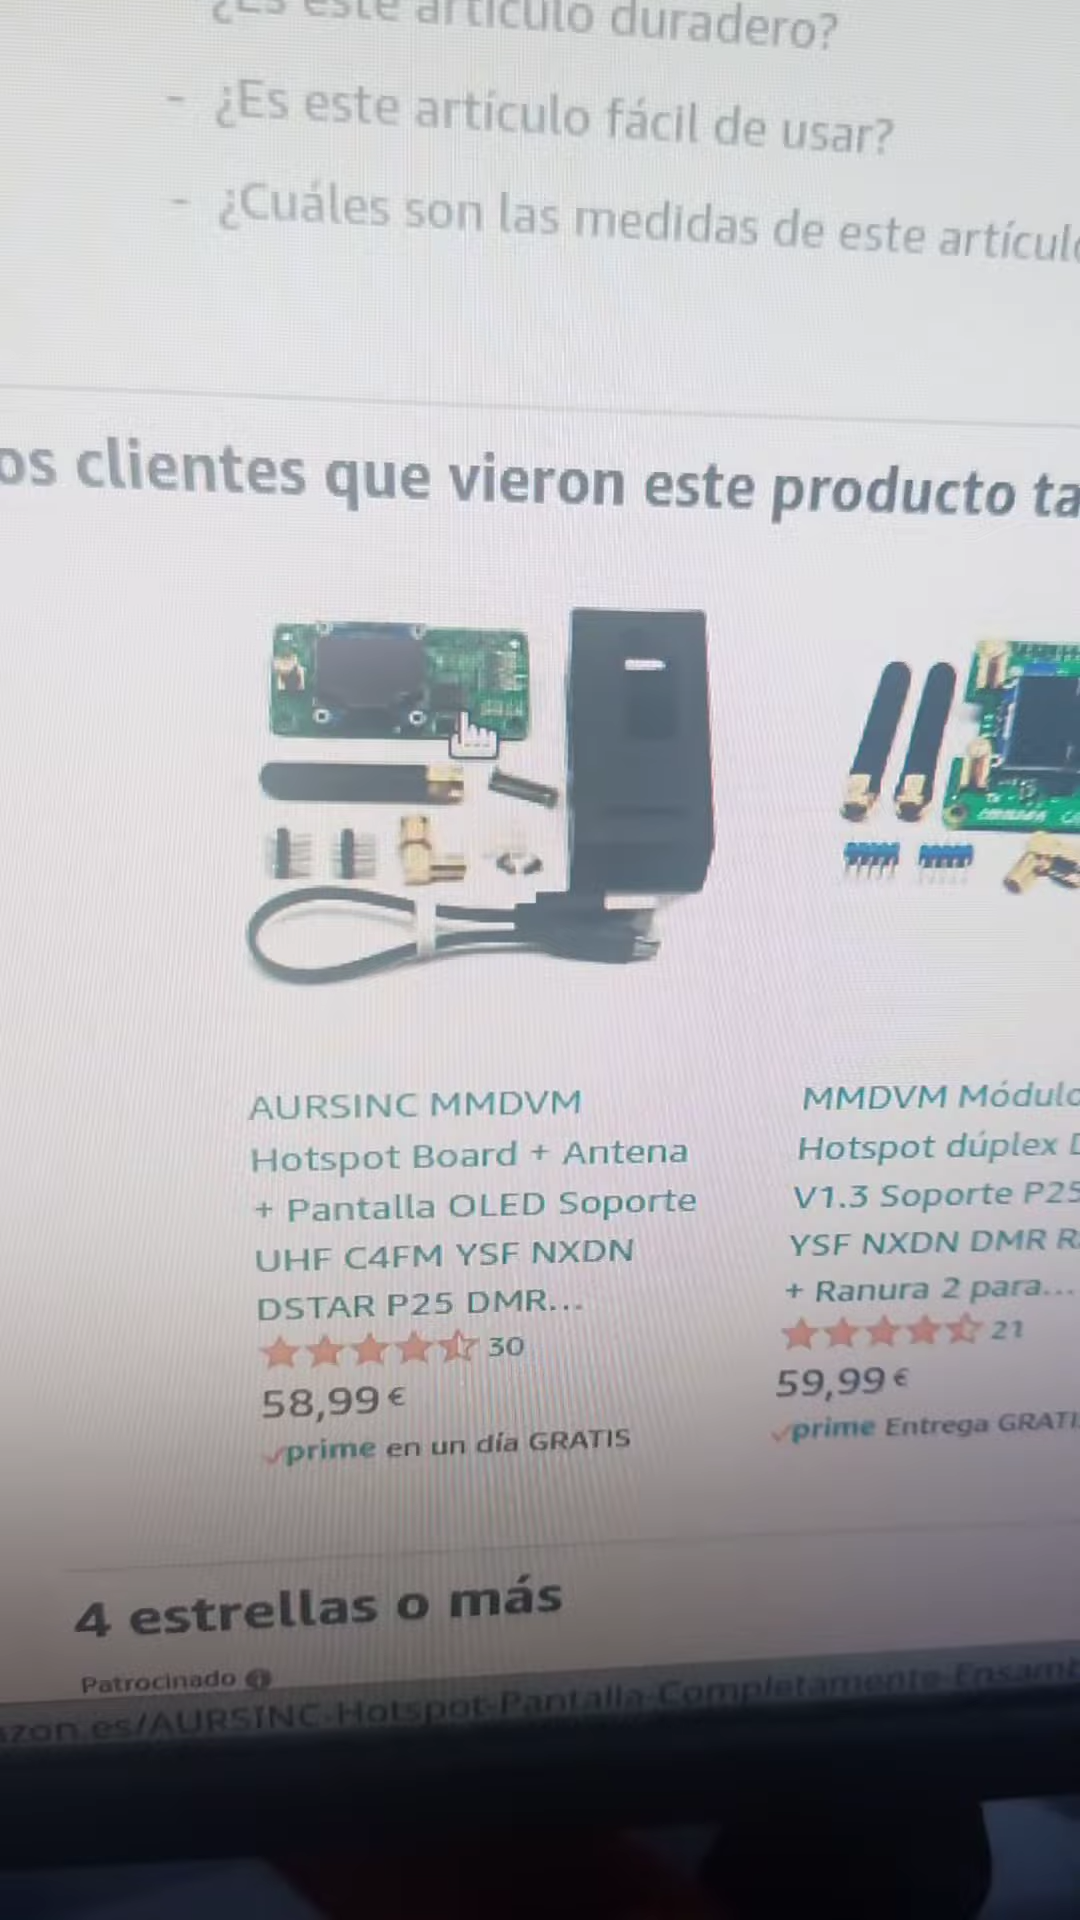 ¿Es este artículo duradero?
- ¿Es este artículo fácil de usar?
- ¿Cuáles son las medidas de este artículo
os clientes que vieron este producto ta
AURSINC MMDVM
Hotspot Board + Antena
+ Pantalla OLED Soporte
UHF C4FM YSF NXDN
DSTAR P25 DMR...
30
58,99 €
prime en un día GRATIS
MMDVM Módulo
Hotspot dúplex
V1.3 Soporte P25
YSF NXDN DMR
+ Ranura 2 para...
21
59,99 €
prime Entrega GRATI
4 estrellas o más
Patrocinado
azon.es/AURSINC-Hotspot-Pantalla-Completamente-Ensamb